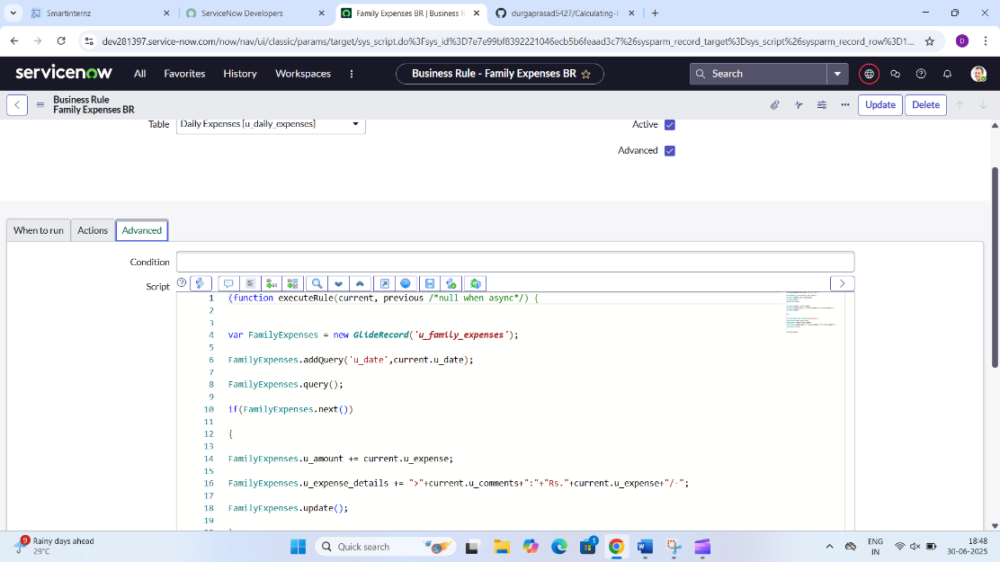 Smartinternz
ServiceNow Developers
Family Expenses BR | Business R
durgaprasad5427/Calculating-F
dev281397.service-now.com/now/nav/ui/classic/params/target/sys_script.do%3Fsys_id%3D7e7e99bf8392221046ecb5b6feaad3c7%26sysparm_record_target%3Dsys_script%26sysparm_record_row%3D1...
D
servicenow
All
Favorites
History
Workspaces
Business Rule - Family Expenses BR
Search
Business Rule
Family Expenses BR
Update
Delete
Table
Daily Expenses [u_daily_expenses]
Active
Advanced
When to run
Actions
Advanced
Condition
Script
1 (function executeRule(current, previous /*null when async*/) {
2
3
4 var FamilyExpenses = new GlideRecord('u_family_expenses');
5
6 FamilyExpenses.addQuery('u_date',current.u_date);
7
8 FamilyExpenses.query();
9
10 if(FamilyExpenses.next())
11
12 {
13
14 FamilyExpenses.u_amount += current.u_expense;
15
16 FamilyExpenses.u_expense_details += ">"+current.u_comments+":"+"Rs."+current.u_expense+"/-";
17
18 FamilyExpenses.update();
19
9
Rainy days ahead
29°C
Quick search
1
ENG
IN
18:48
30-06-2025